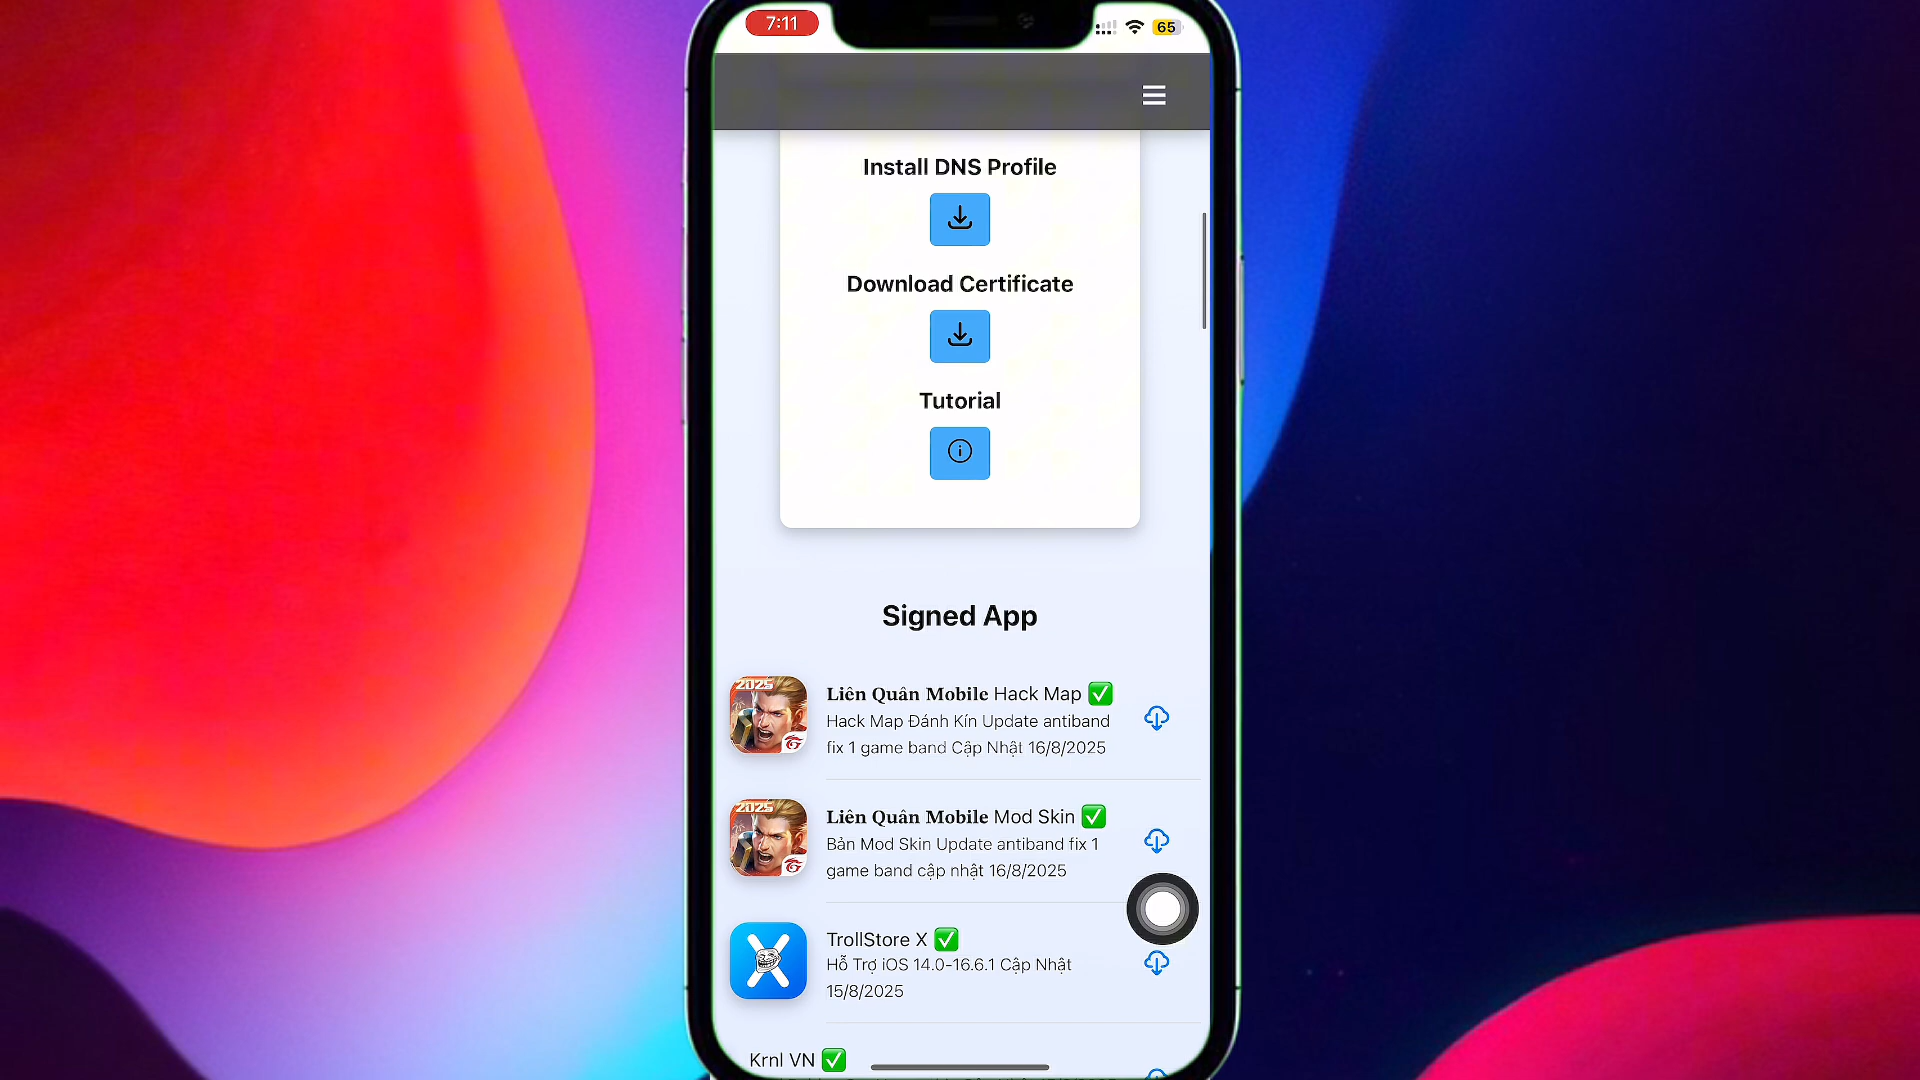 7:11
65
Install DNS Profile
Download Certificate
Tutorial
Signed App
2025
Liên Quân Mobile Hack Map ✅
Hack Map Đánh Kín Update antiband
fix 1 game band Cập Nhật 16/8/2025
2025
Liên Quân Mobile Mod Skin ✅
Bản Mod Skin Update antiband fix 1
game band cập nhật 16/8/2025
TrollStore X ✅
Hỗ Trợ iOS 14.0-16.6.1 Cập Nhật
15/8/2025
Krnl VN ✅